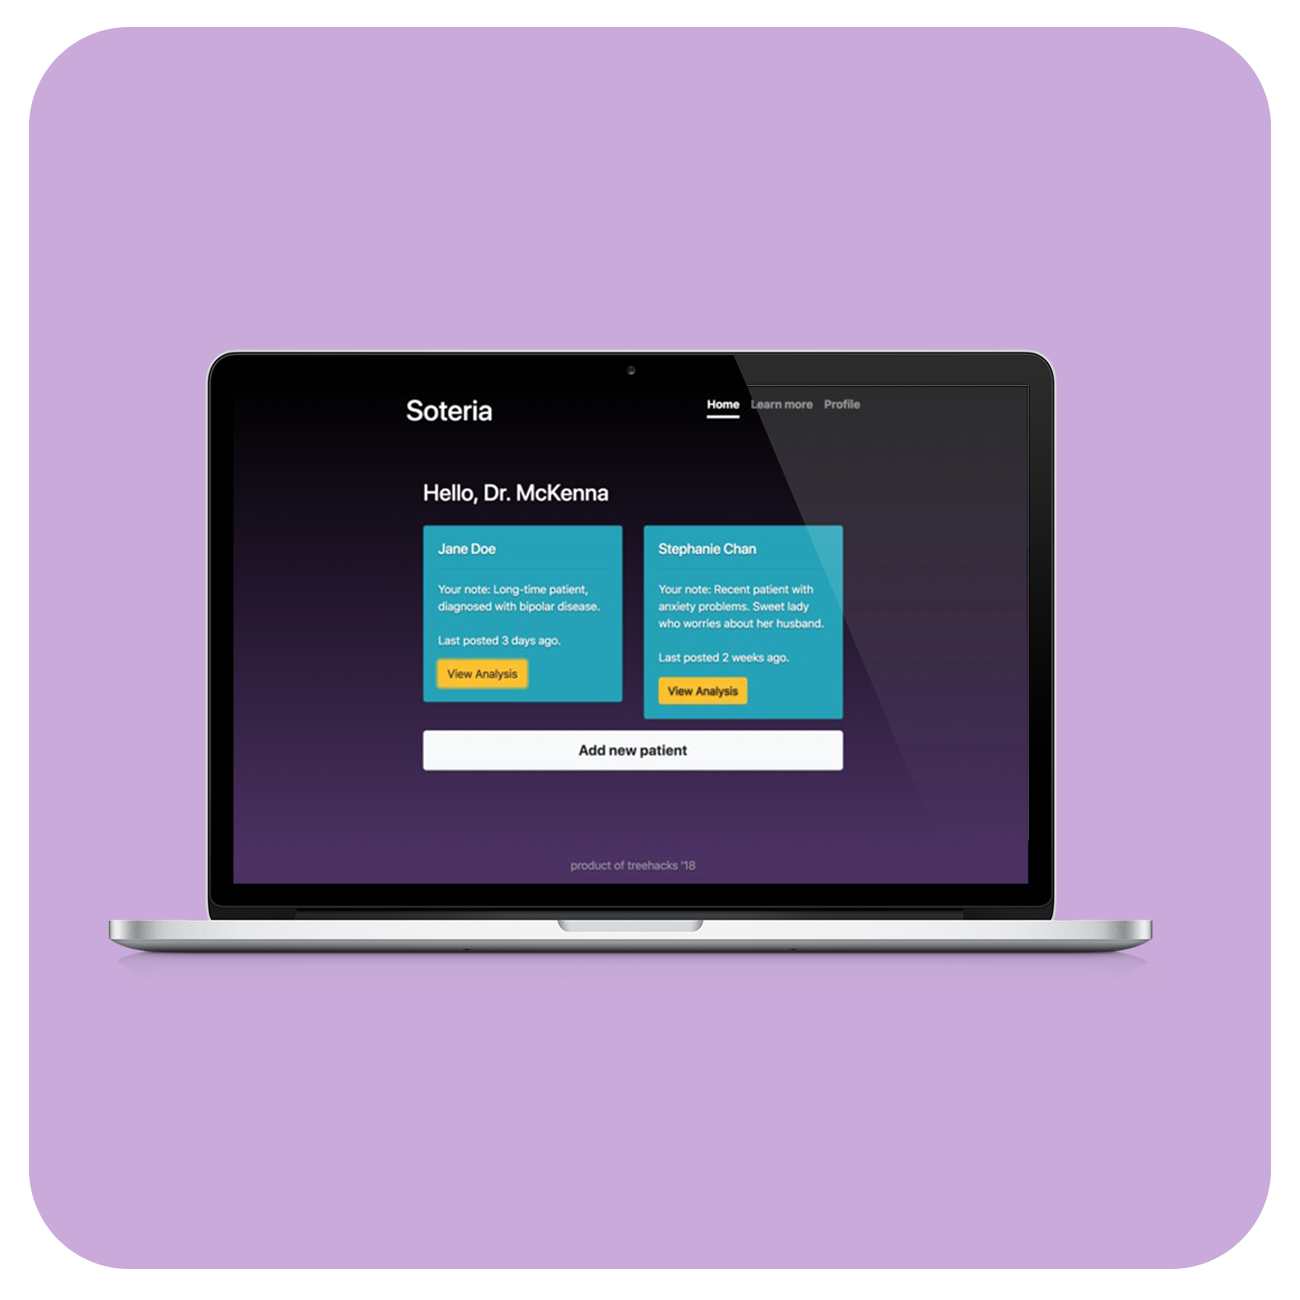 Soteria
Home Learn more Profile
Hello, Dr. McKenna
Jane Doe
Your note: Long-time patient,
diagnosed with bipolar disease.
Last posted 3 days ago.
View Analysis
Stephanie Chan
Your note: Recent patient with
anxiety problems. Sweet lady
who worries about her husband.
Last posted 2 weeks ago.
View Analysis
Add new patient
product of treehacks '18